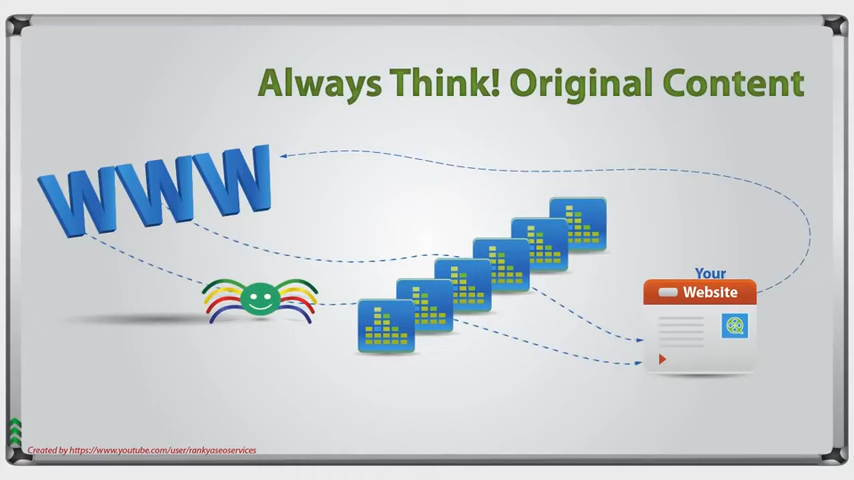 Always Think! Original Content
WWW
Your
Website
Created by https://www.youtube.com/user/rankyaseoservices